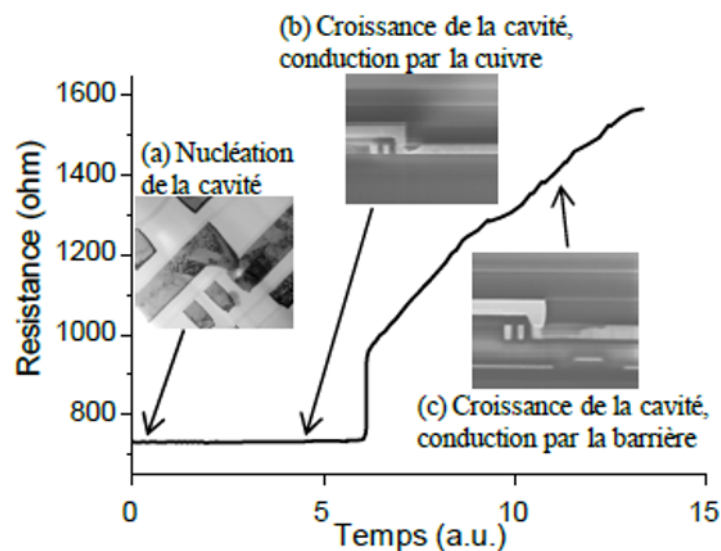 (b) Croissance de la cavité,
conduction par la cuivre
(a) Nucléation
de la cavité
(c) Croissance de la cavité,
conduction par la barrière
Resistance (ohm)
1600
1400
1200
1000
800
0
5
10
15
Temps (a.u.)